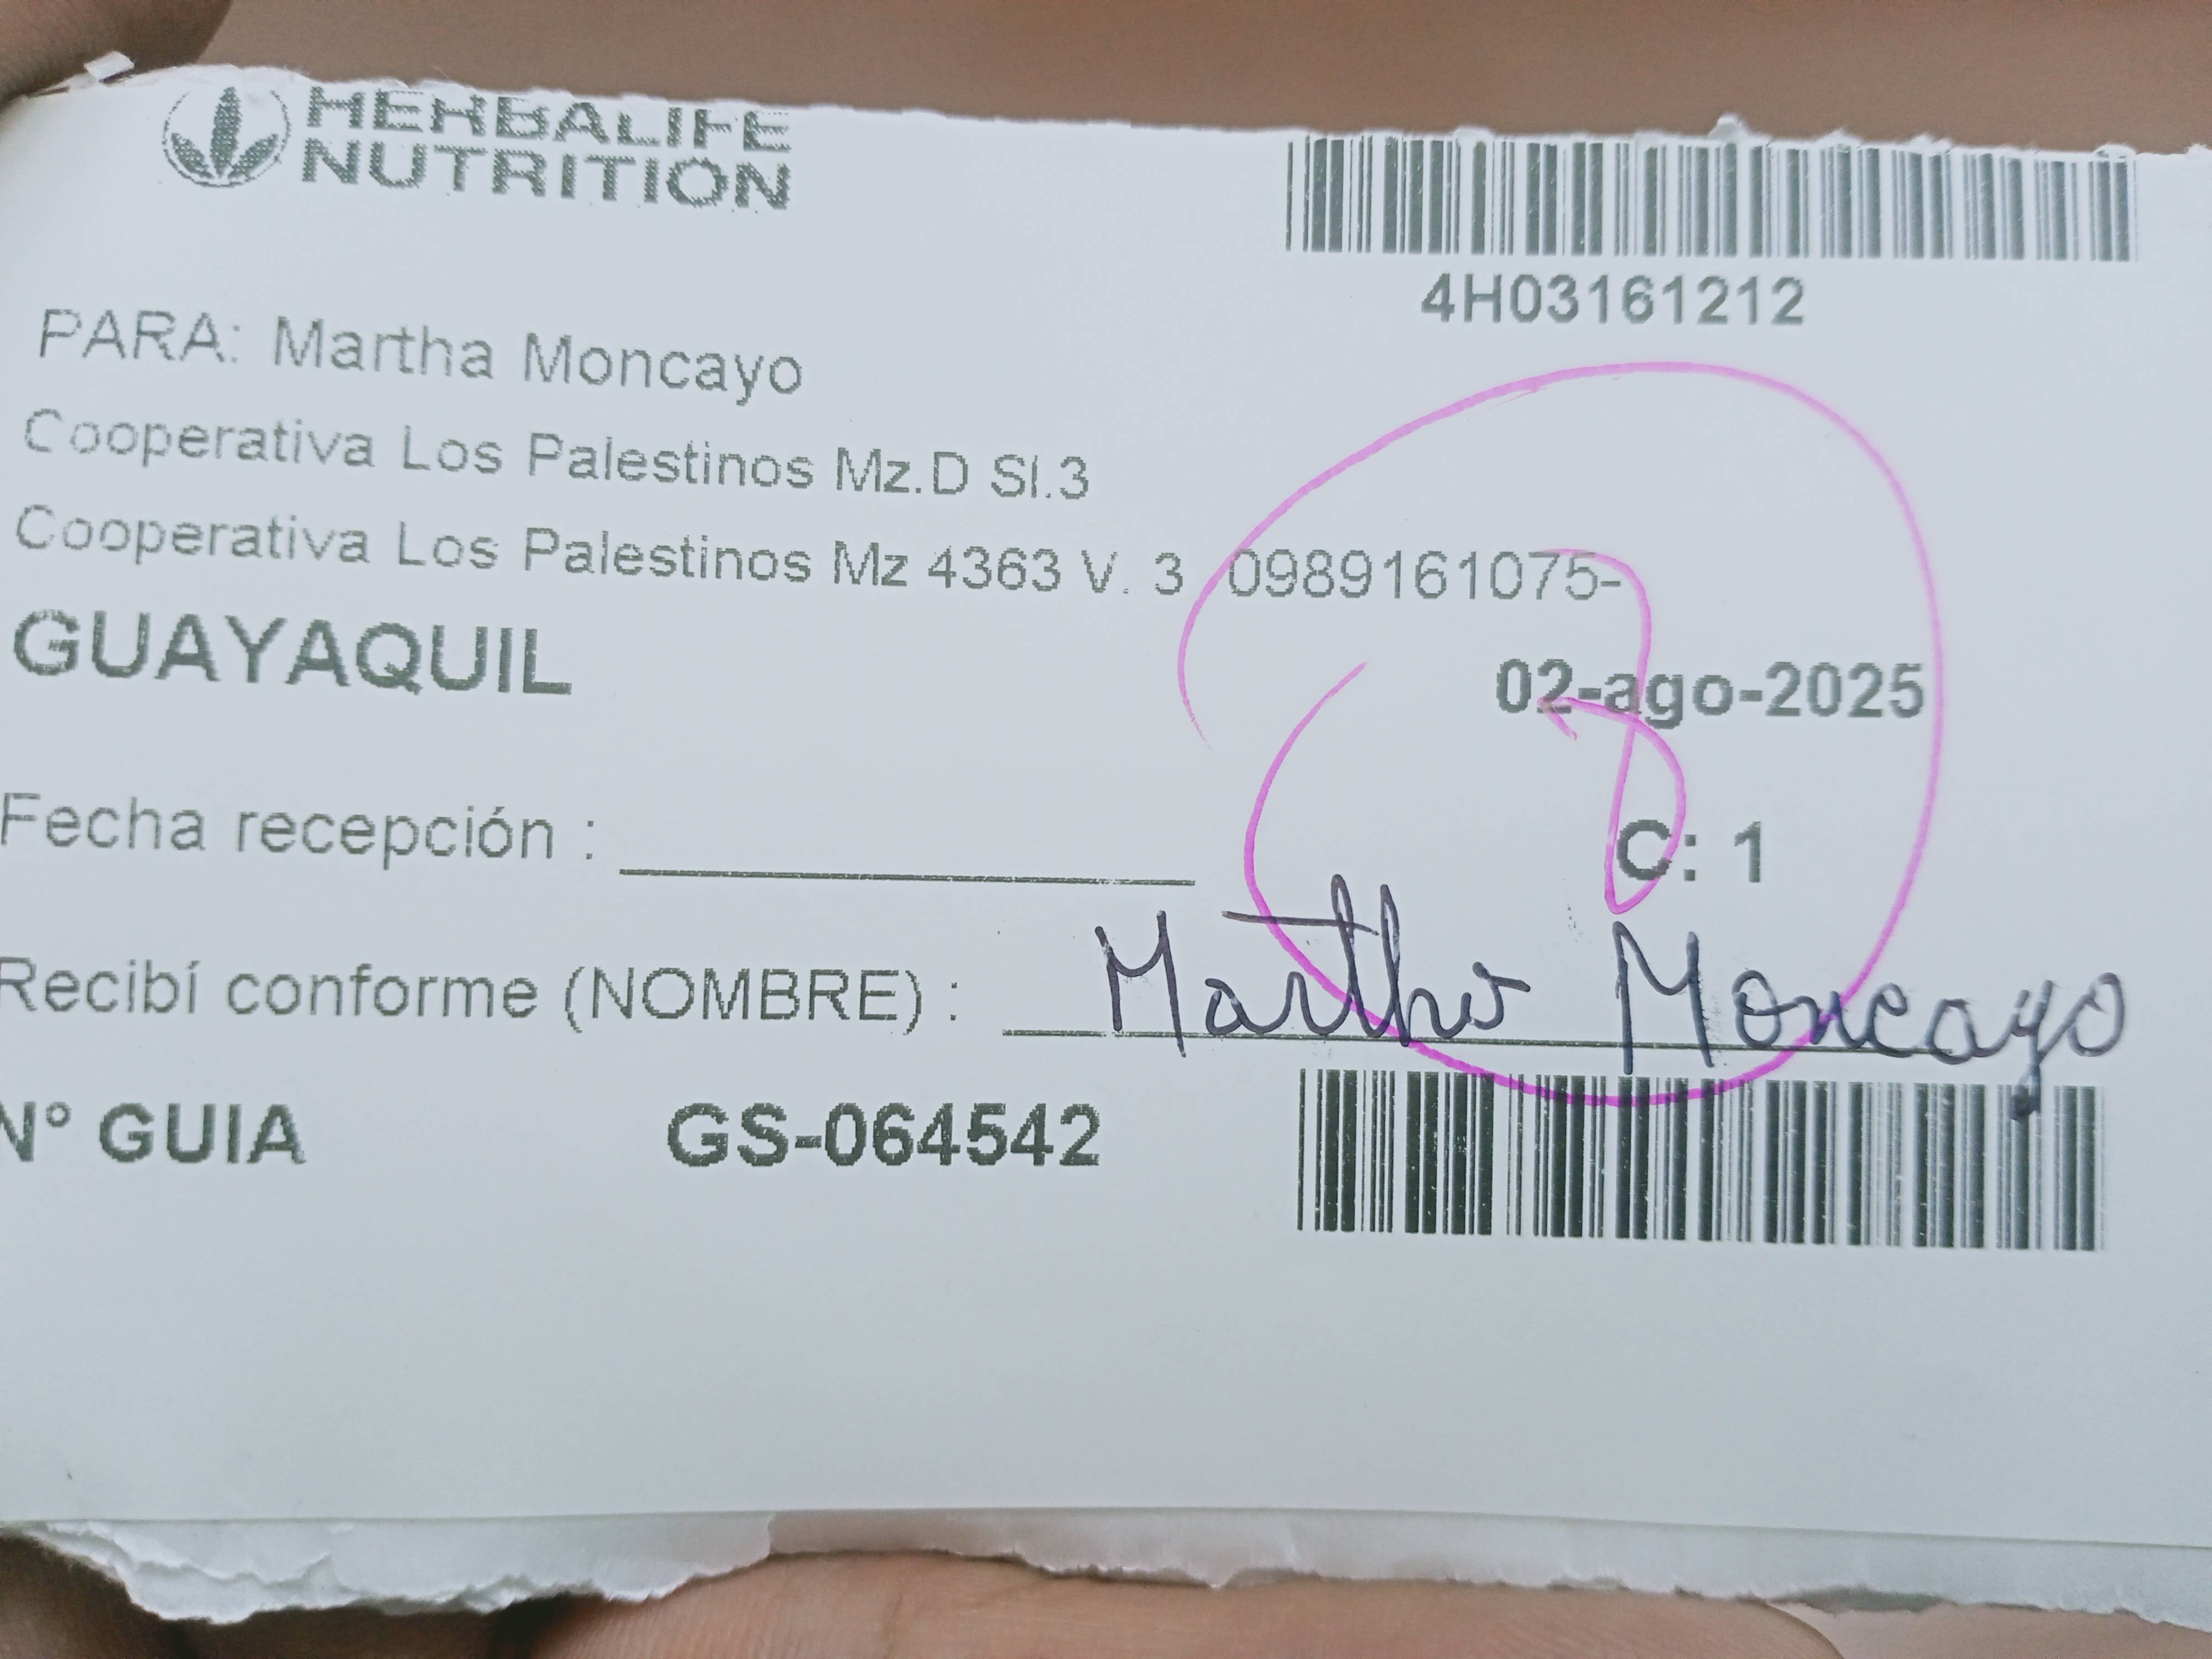 HERBALIFE
NUTRITION
4H03161212
PARA: Martha Moncayo
Cooperativa Los Palestinos Mz.D Sl.3
Cooperativa Los Palestinos Mz 4363 V. 3 0989161075-
GUAYAQUIL
02-ago-2025
Fecha recepción :
C: 1
Recibí conforme (NOMBRE) : Martha Moncayo
N° GUIA GS-064542